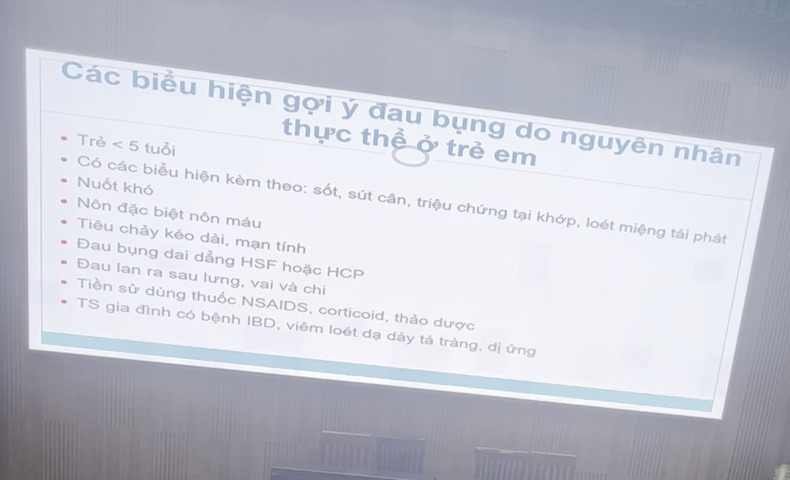 Các biểu hiện gợi ý đau bụng do nguyên nhân
thực thể ở trẻ em
• Trẻ < 5 tuổi
• Có các biểu hiện kèm theo: sốt, sút cân, triệu chứng tại khớp, loét miệng tái phát
• Nuốt khó
• Nôn đặc biệt nôn máu
• Tiêu chảy kéo dài, mạn tính
• Đau bụng dai dẳng HSF hoặc HCP
• Đau lan ra sau lưng, vai và chi
• Tiền sử dùng thuốc NSAIDS, corticoid, thảo dược
• TS gia đình có bệnh IBD, viêm loét dạ dày tá tràng, dị ứng